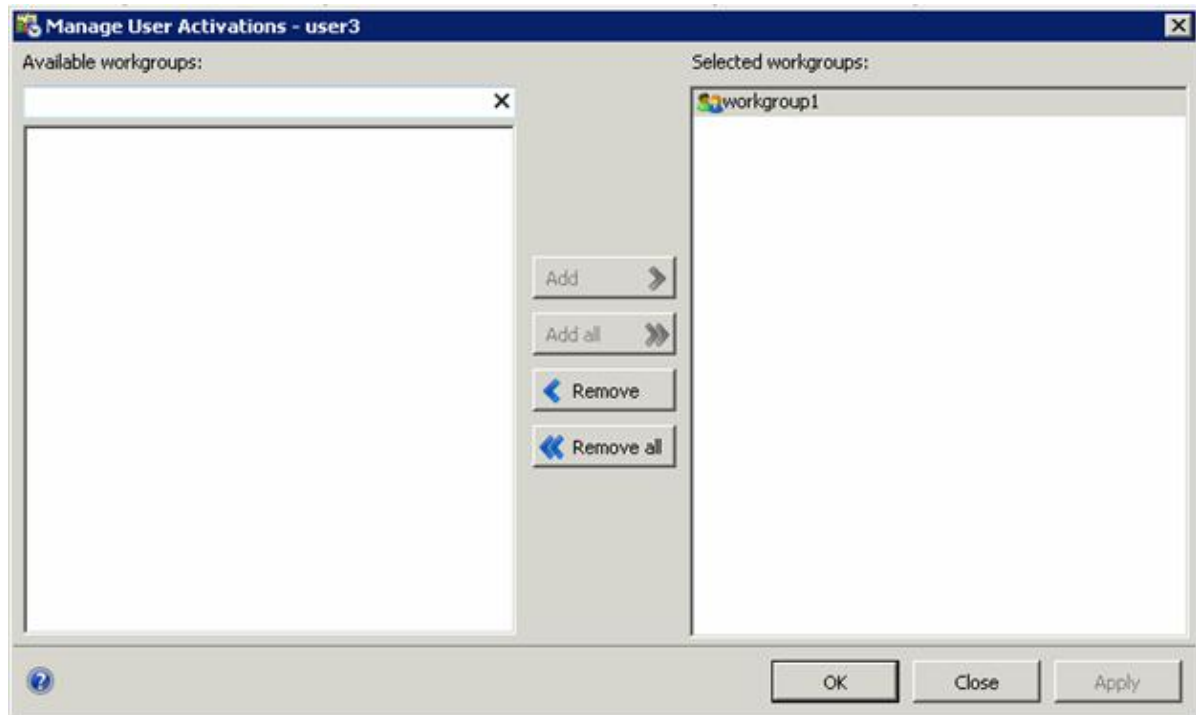 Manage User Activations - user3
Available workgroups:
Selected workgroups:
workgroup1
Add
Add all
Remove
Remove all
OK
Close
Apply